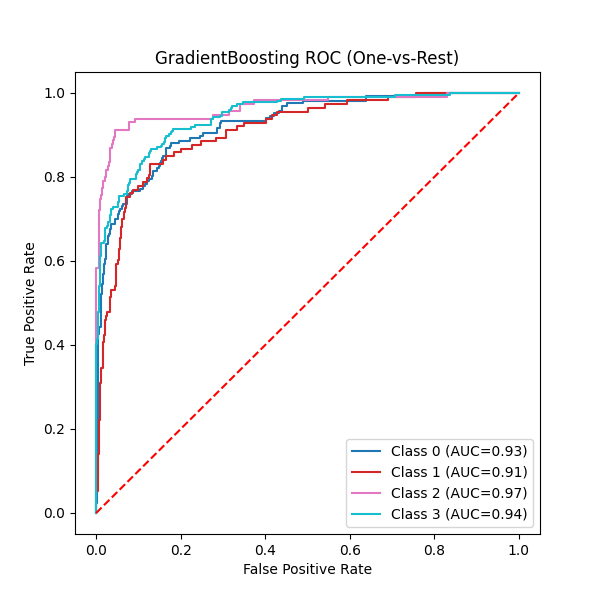 GradientBoosting ROC (One-vs-Rest)
True Positive Rate
1.0
0.8
0.6
0.4
0.2
0.0
Class 0 (AUC=0.93)
Class 1 (AUC=0.91)
Class 2 (AUC=0.97)
Class 3 (AUC=0.94)
0.0 0.2 0.4 0.6 0.8 1.0
False Positive Rate